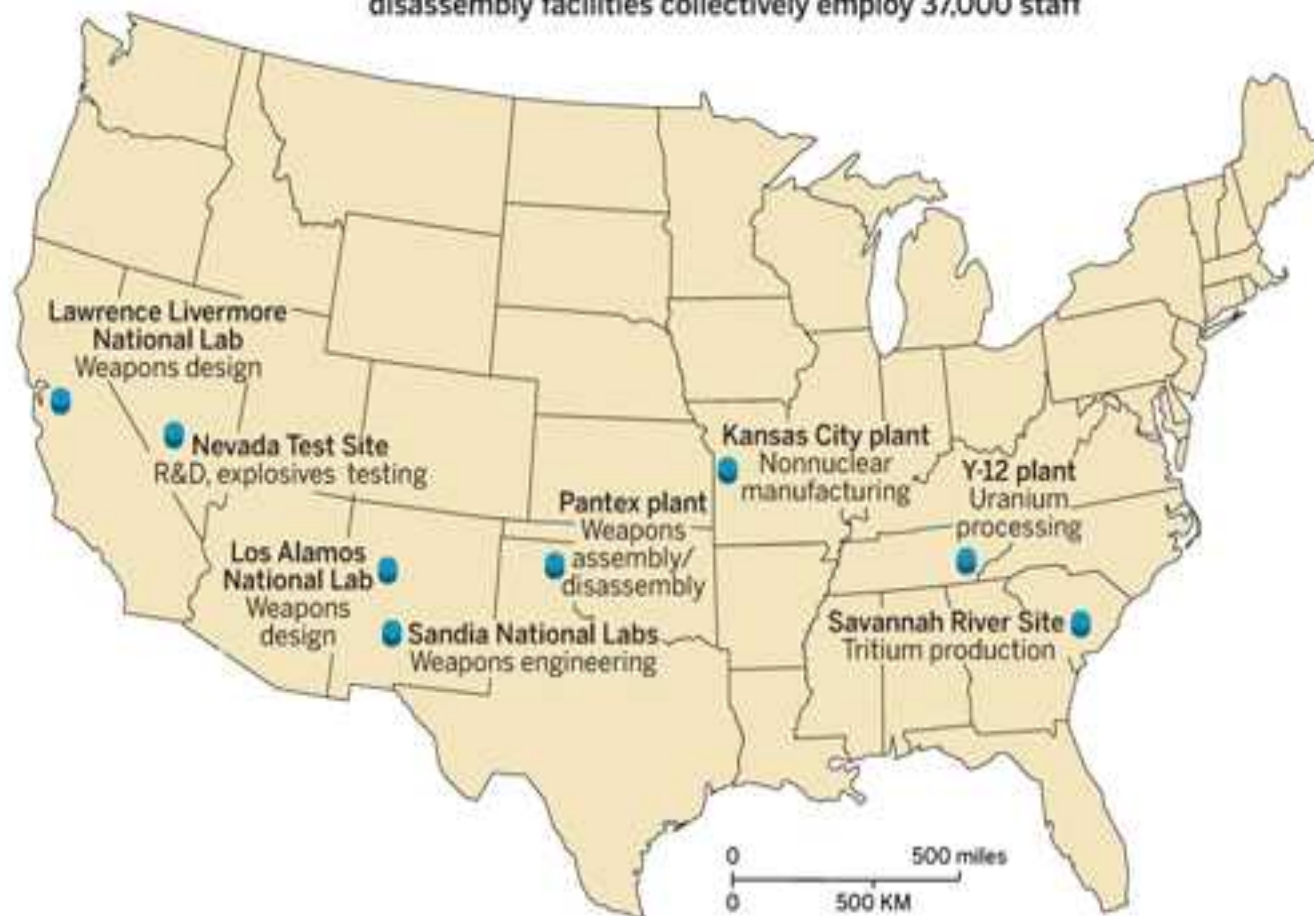 disassembly facilities collectively employ 37,000 staff
Lawrence Livermore
National Lab
Weapons design
Nevada Test Site
R&D, explosives testing
Los Alamos
National Lab
Weapons
design
Sandia National Labs
Weapons engineering
Pantex plant
Weapons
assembly/
disassembly
Kansas City plant
Nonnuclear
manufacturing
Y-12 plant
Uranium
processing
Savannah River Site
Tritium production
0 500 miles
0 500 KM